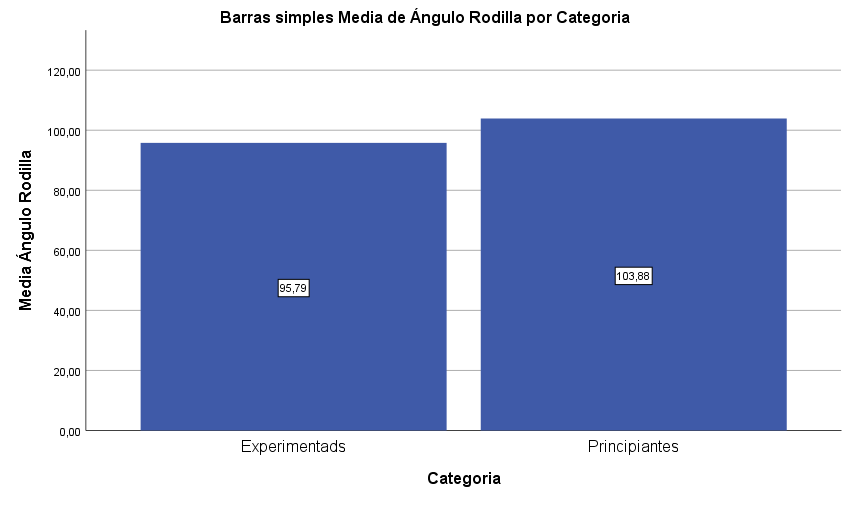 Barras simples Media de Ángulo Rodilla por Categoria
Media Ángulo Rodilla
120,00
100,00
80,00
60,00
40,00
20,00
0,00
95,79
103,88
Experimentads
Principiantes
Categoria